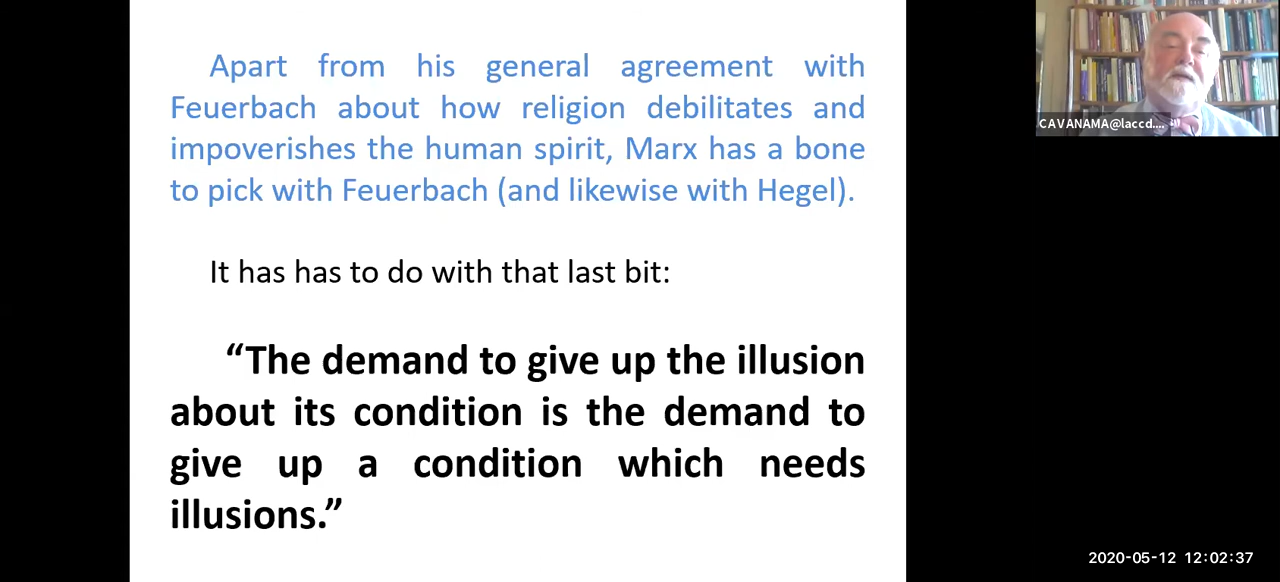 Apart from his general agreement with
Feuerbach about how religion debilitates and
impoverishes the human spirit, Marx has a bone
to pick with Feuerbach (and likewise with Hegel).
It has has to do with that last bit:
“The demand to give up the illusion
about its condition is the demand to
give up a condition which needs
illusions.”
CAVANAMA@laccd....
2020-05-12 12:02:37